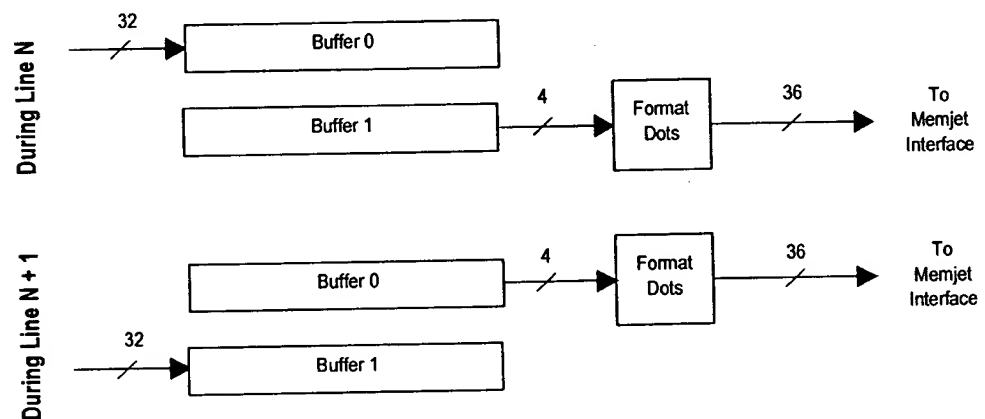 During Line N
32
Buffer 0
Buffer 1
4
Format
Dots
36
To
Memjet
Interface
During Line N + 1
Buffer 0
4
Format
Dots
36
To
Memjet
Interface
32
Buffer 1